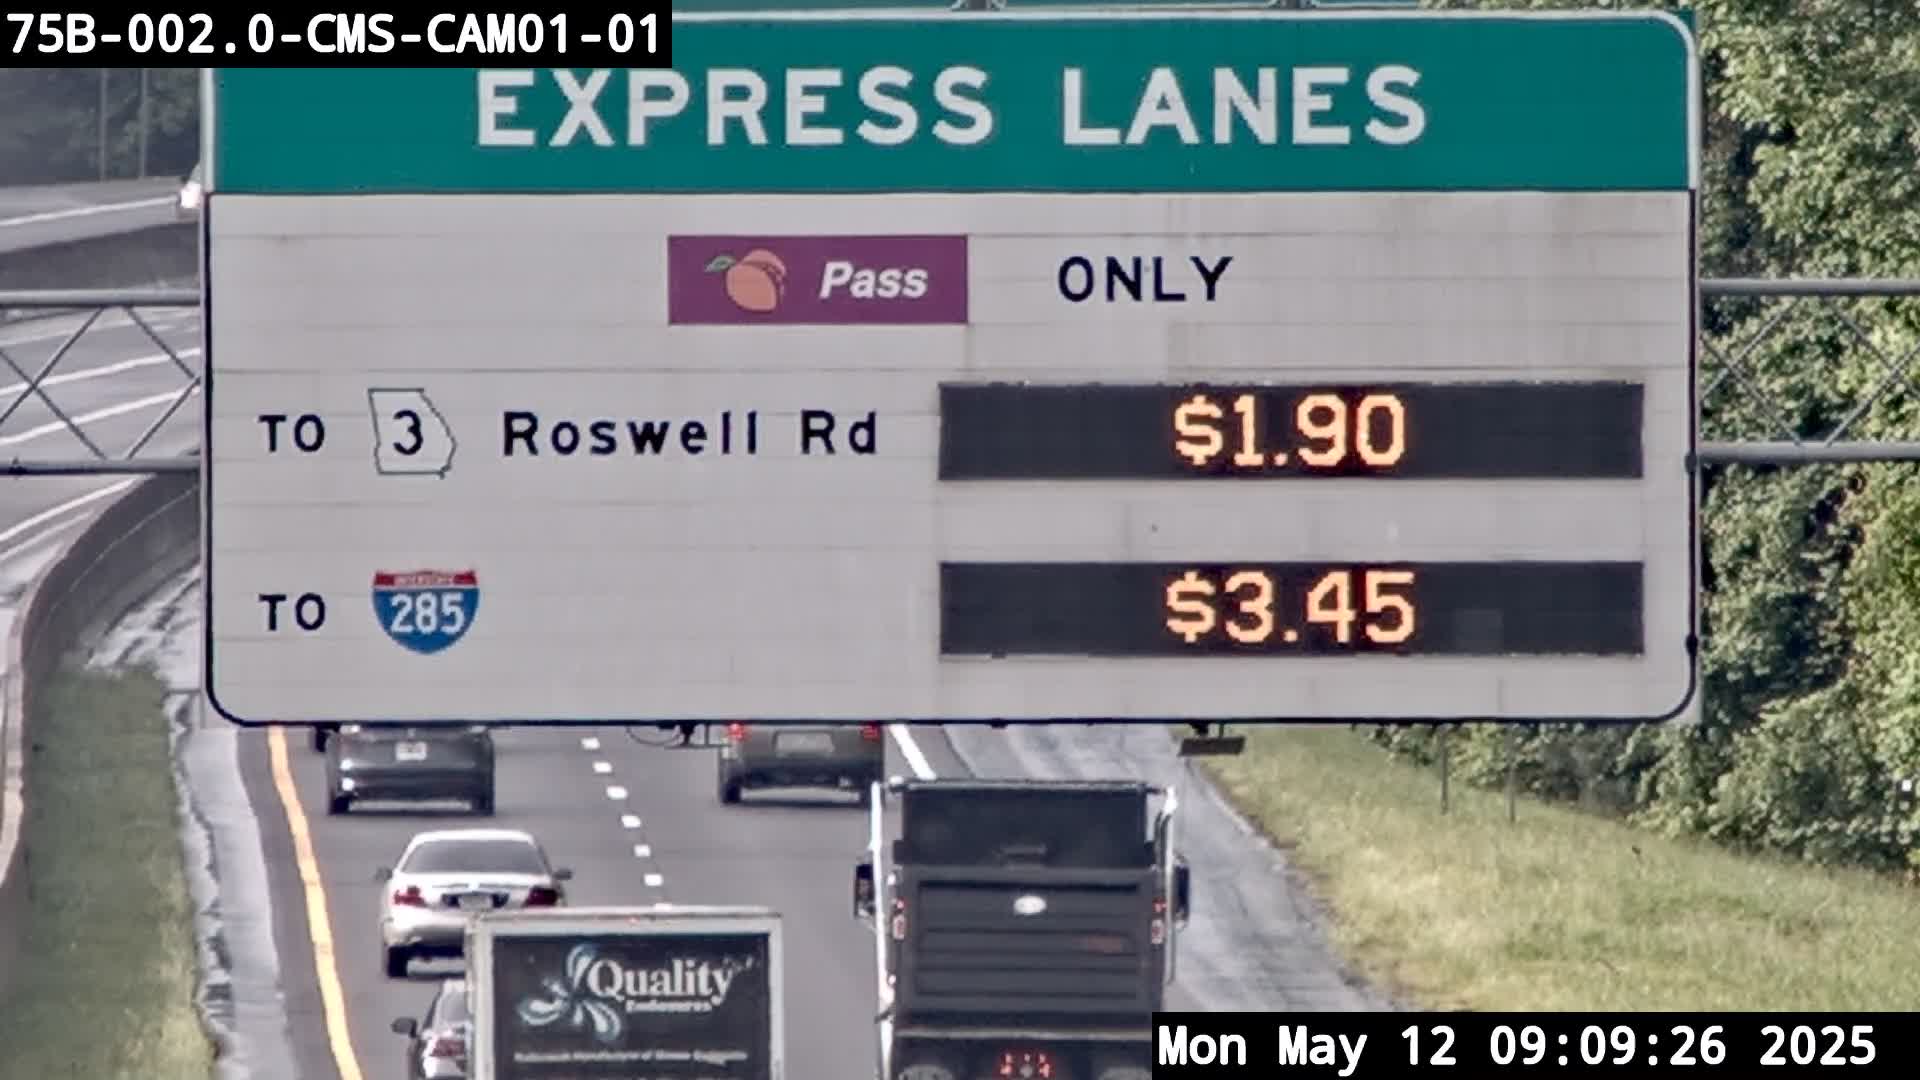 75B-002.0-CMS-CAM01-01
EXPRESS LANES
Pass ONLY
TO 3 Roswell Rd $1.90
INTERSTATE
TO 285 $3.45
Quality
Mon May 12 09:09:26 2025